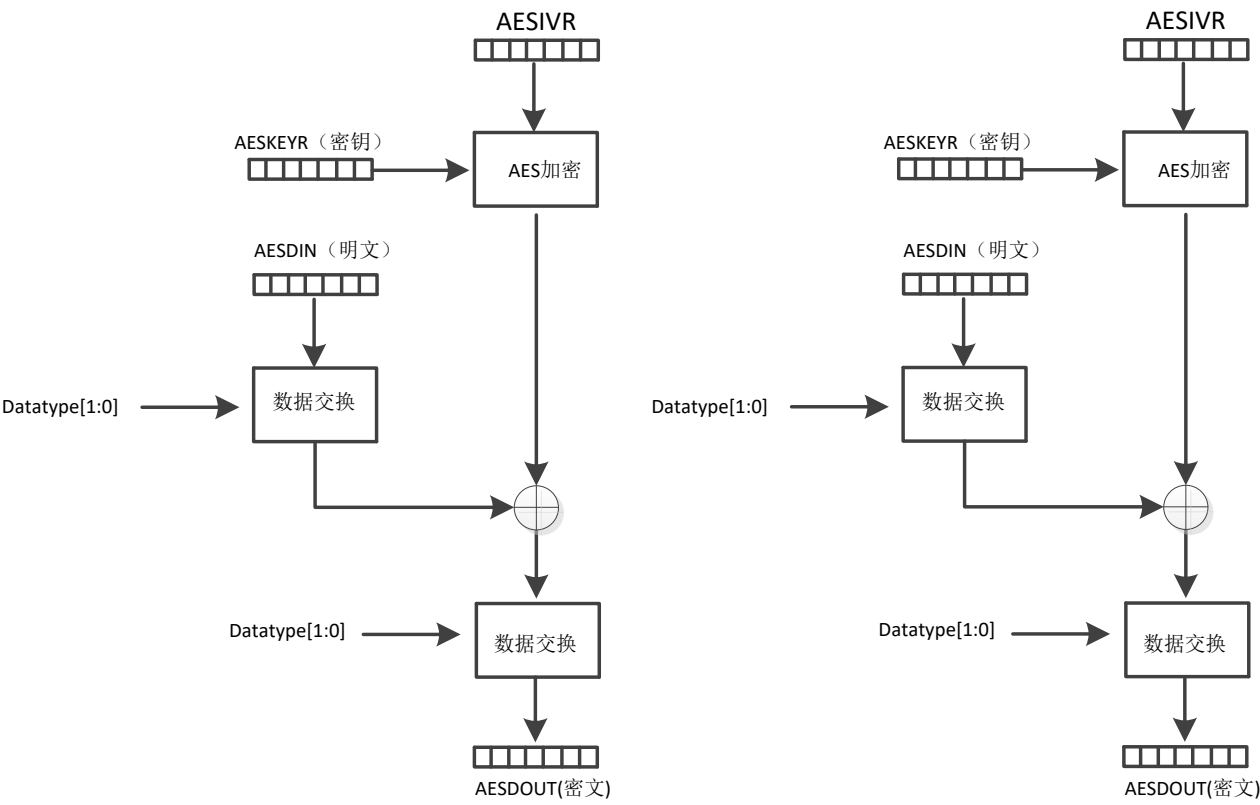 AESIVR
AESKEYR（密钥）
AES加密
AESDIN（明文）
数据交换
Datatype[1:0]
Datatype[1:0]
数据交换
AESDOUT(密文)
AESIVR
AESKEYR（密钥）
AES加密
AESDIN（明文）
数据交换
Datatype[1:0]
Datatype[1:0]
数据交换
AESDOUT(密文)